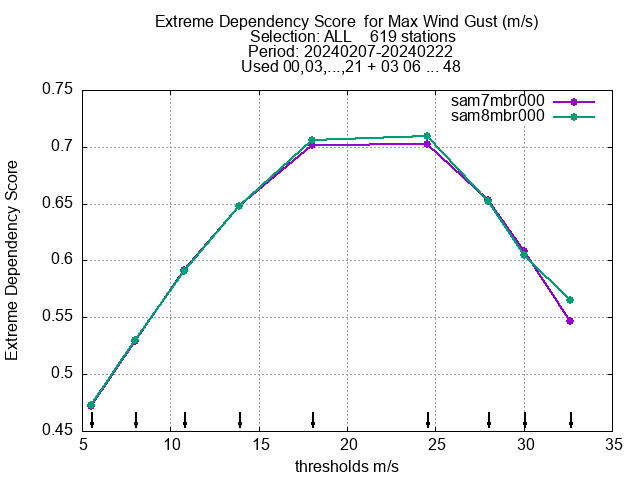 Extreme Dependency Score  for Max Wind Gust (m/s)
Selection: ALL    619 stations
Period: 20240207-20240222
Used 00,03,...,21 + 03 06 ... 48
sam7mbr000
sam8mbr000
0.75
0.7
0.65
0.6
0.55
0.5
0.45
Extreme Dependency Score
5 10 15 20 25 30 35
thresholds m/s